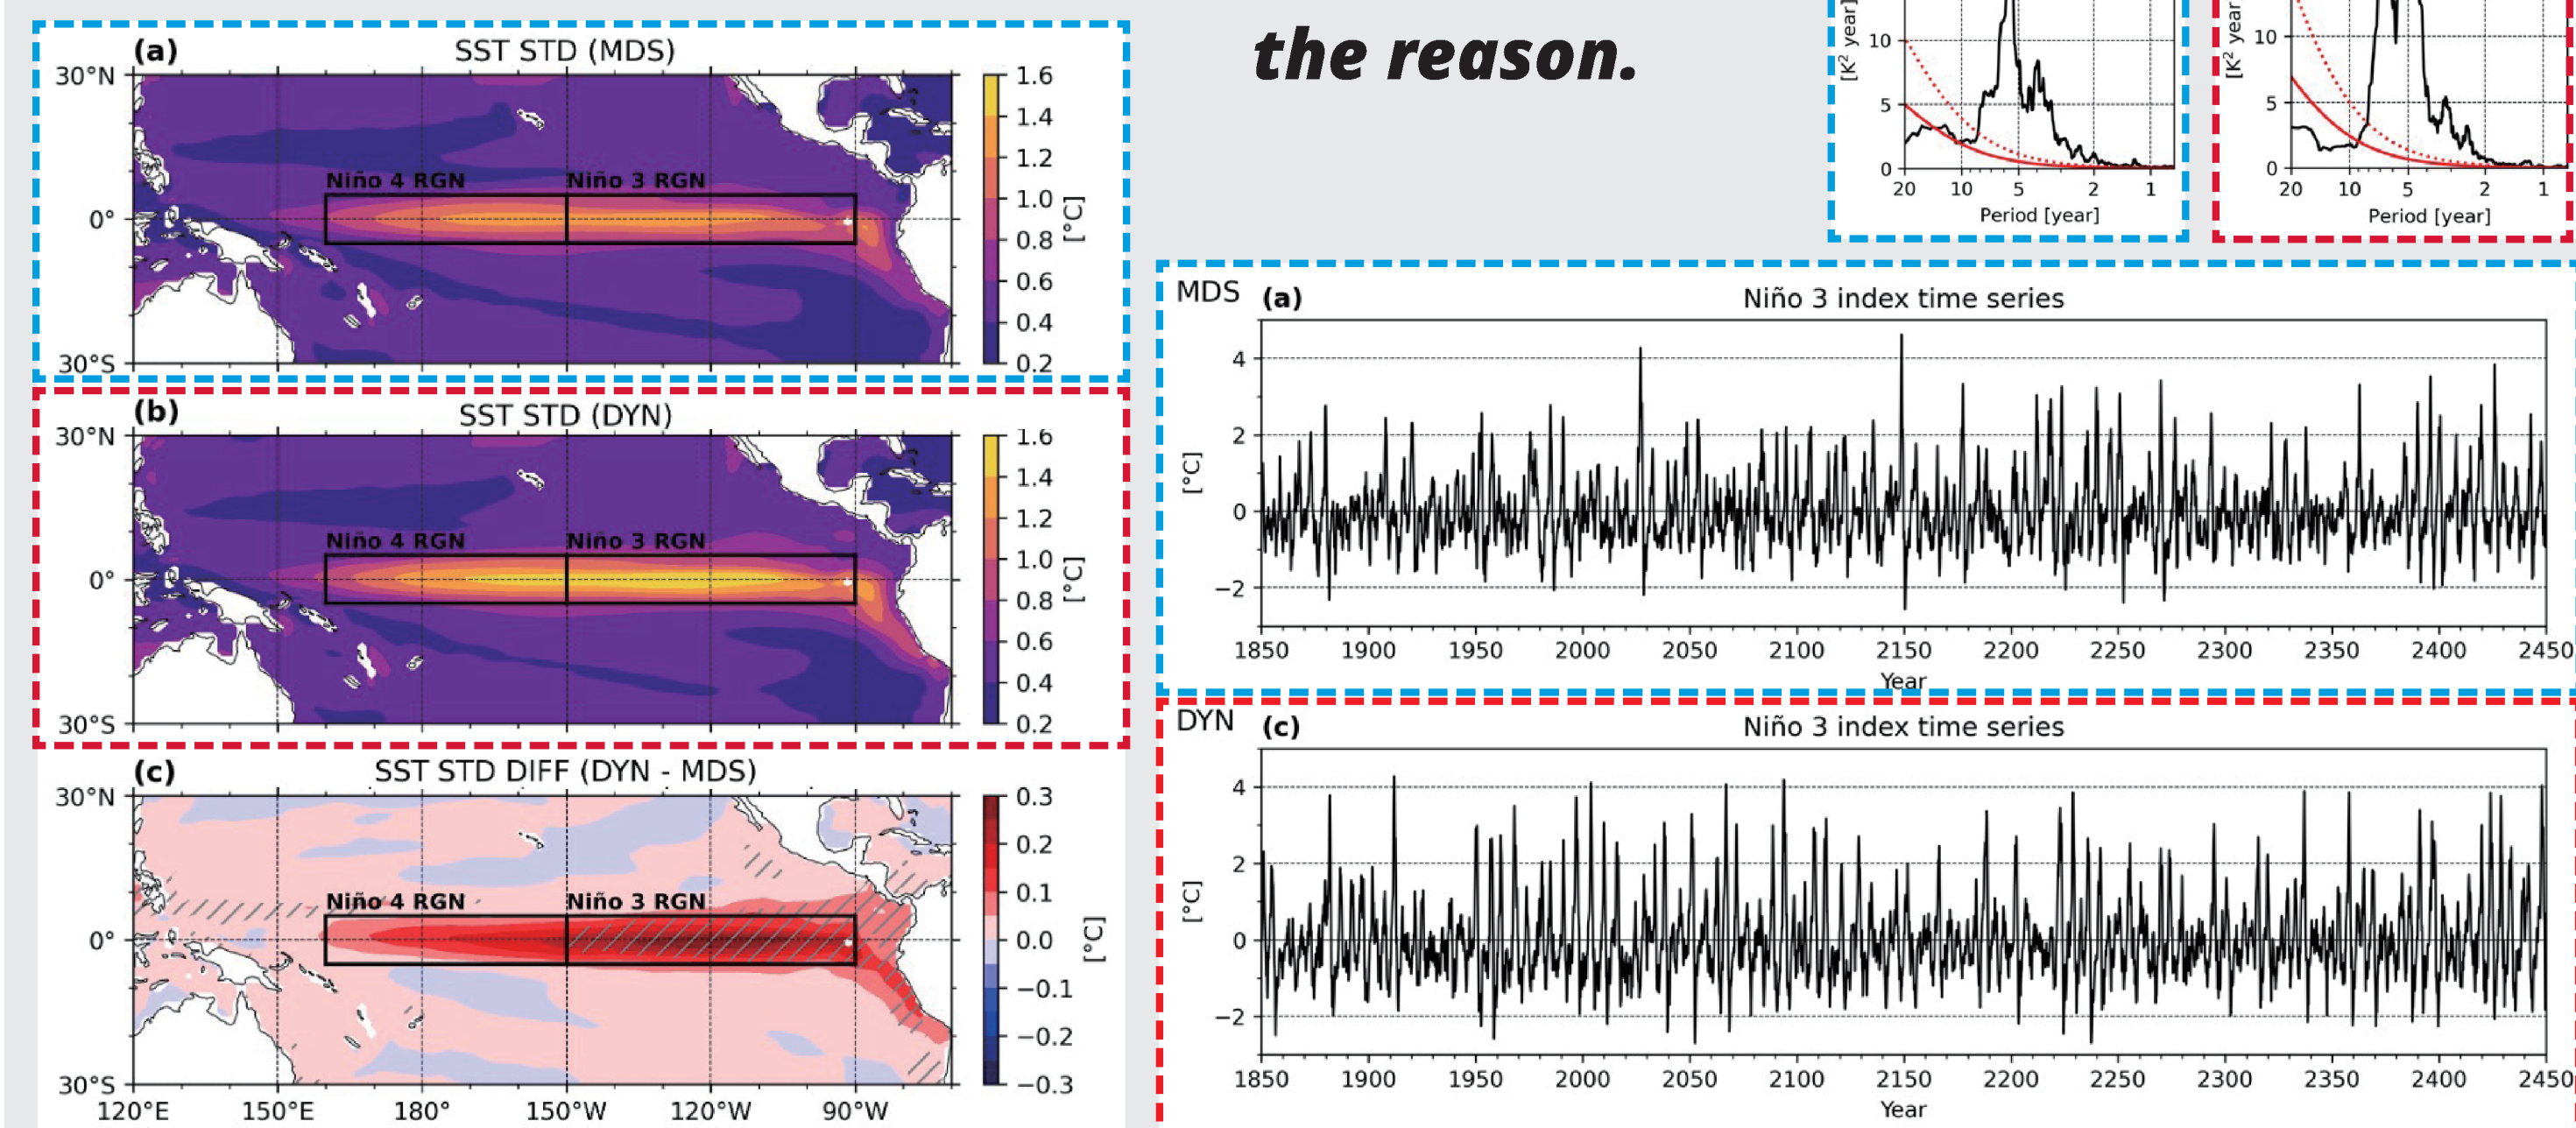 the reason.
(a) SST STD (MDS)
30°N
0°
30°S
Niño 4 RGN Niño 3 RGN
1.6
1.4
1.2
1.0
0.8
0.6
0.4
0.2
[°C]
(b) SST STD (DYN)
30°N
0°
30°S
Niño 4 RGN Niño 3 RGN
1.6
1.4
1.2
1.0
0.8
0.6
0.4
0.2
[°C]
(c) SST STD DIFF (DYN - MDS)
30°N
0°
30°S
Niño 4 RGN Niño 3 RGN
0.3
0.2
0.1
0.0
−0.1
−0.2
−0.3
[°C]
120°E 150°E 180° 150°W 120°W 90°W
[K² year]
10
5
0
20 10 5 2 1
Period [year]
[K² year]
10
5
0
20 10 5 2 1
Period [year]
MDS (a) Niño 3 index time series
[°C]
4
2
0
−2
1850 1900 1950 2000 2050 2100 2150 2200 2250 2300 2350 2400 2450
Year
DYN (c) Niño 3 index time series
[°C]
4
2
0
−2
1850 1900 1950 2000 2050 2100 2150 2200 2250 2300 2350 2400 2450
Year